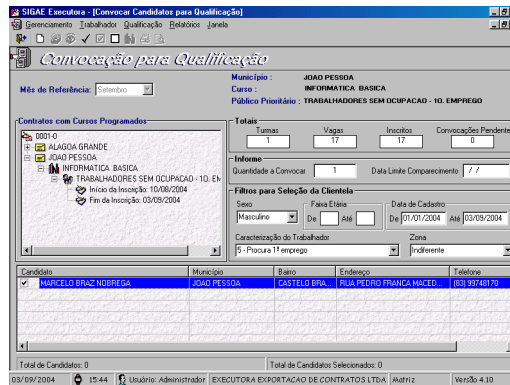 SIGAE Executora - [Convocar Candidatos para Qualificação]
Gerenciamento Trabalhador Qualificação Relatórios Janela
Convocação para Qualificação
Mês de Referência: Setembro
Município : JOAO PESSOA
Curso : INFORMATICA BASICA
Público Prioritário : TRABALHADORES SEM OCUPACAO - 1O. EMPREGO
Contratos com Cursos Programados
0001-0
ALAGOA GRANDE
JOAO PESSOA
INFORMATICA BASICA
TRABALHADORES SEM OCUPACAO - 1O. EM
Início da Inscrição: 10/08/2004
Fim da Inscrição: 03/09/2004
Totais
Turmas Vagas Inscritos Convocações Pendente
1 17 17 0
Informe
Quantidade a Convocar 1 Data Limite Comparecimento / /
Filtros para Seleção da Clientela
Sexo Faixa Etária Data de Cadastro
Masculino De Até De 01/01/2004 Até 03/09/2004
Caracterização do Trabalhador Zona
5 - Procura 1º emprego Indiferente
Candidato Município Bairro Endereço Telefone
MARCELO BRAZ NOBREGA JOAO PESSOA CASTELO BRA... RUA PEDRO FRANCA MACED... (83) 99748170
Total de Candidatos: 0 Total de Candidatos Selecionados: 0
03/09/2004 15:44 Usuário: Administrador EXECUTORA EXPORTACAO DE CONTRATOS LTDA Matriz Versão 4.10